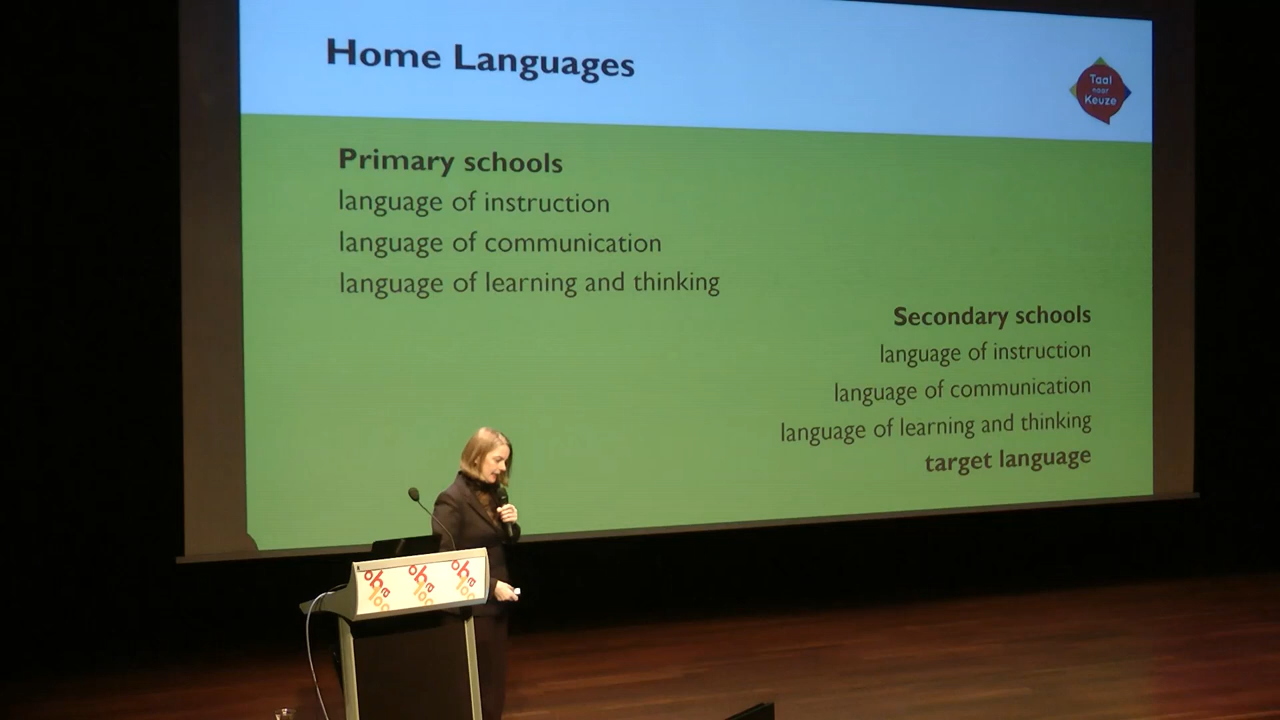 Home Languages
Taal
naar
Keuze
Primary schools
language of instruction
language of communication
language of learning and thinking
Secondary schools
language of instruction
language of communication
language of learning and thinking
target language